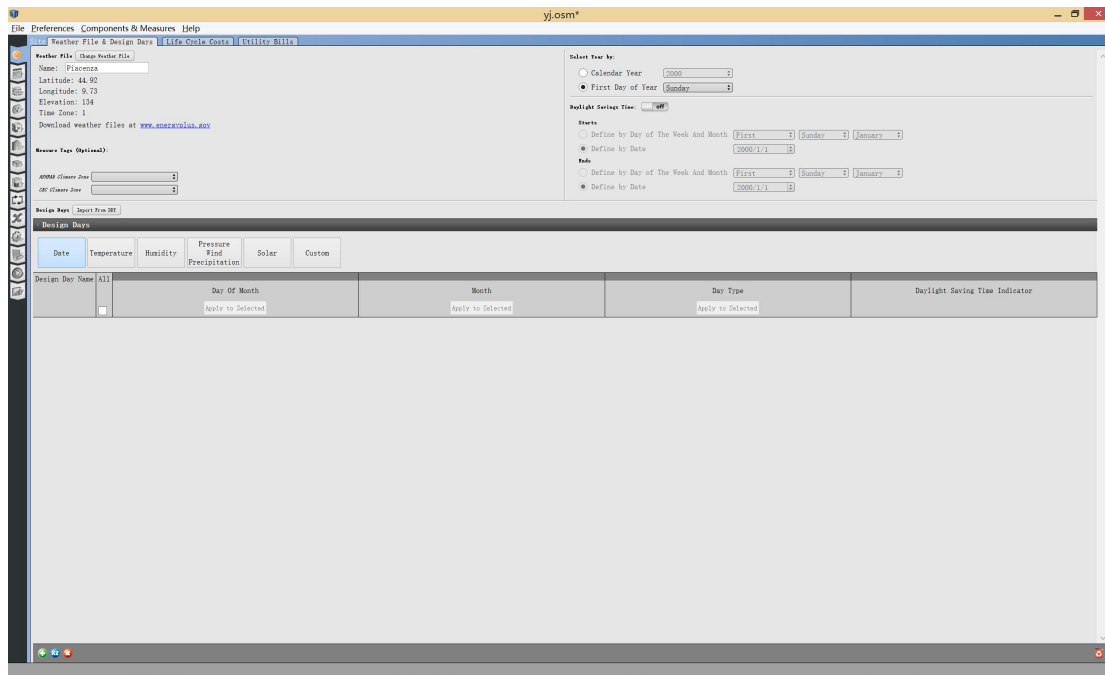 yj.osm*
File Preferences Components & Measures Help
Site Weather File & Design Days Life Cycle Costs Utility Bills
Weather File Change Weather File
Name: Piacenza
Latitude: 44.92
Longitude: 9.73
Elevation: 134
Time Zone: 1
Download weather files at www.energyplus.gov
Measure Tags (Optional):
ASHRAE Climate Zone
CEC Climate Zone
Select Year by:
Calendar Year 2000
First Day of Year Sunday
Daylight Savings Time: off
Starts
Define by Day of The Week And Month First Sunday January
Define by Date 2000/1/1
Ends
Define by Day of The Week And Month First Sunday January
Define by Date 2000/1/1
Design Days Import From DDY
Design Days
Date Temperature Humidity Pressure Wind Precipitation Solar Custom
Design Day Name All
Day Of Month Month Day Type Daylight Saving Time Indicator
Apply to Selected Apply to Selected Apply to Selected